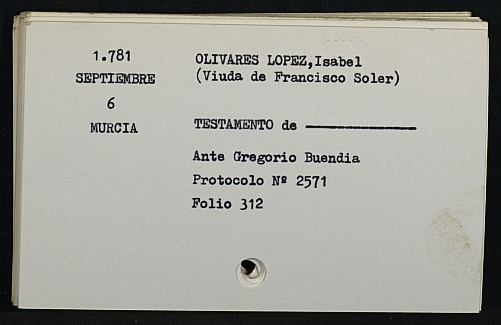 1.781
SEPTIEMBRE
6
MURCIA
OLIVARES LOPEZ,Isabel
(Viuda de Francisco Soler)
TESTAMENTO de ----------------
Ante Gregorio Buendia
Protocolo Nº 2571
Folio 312